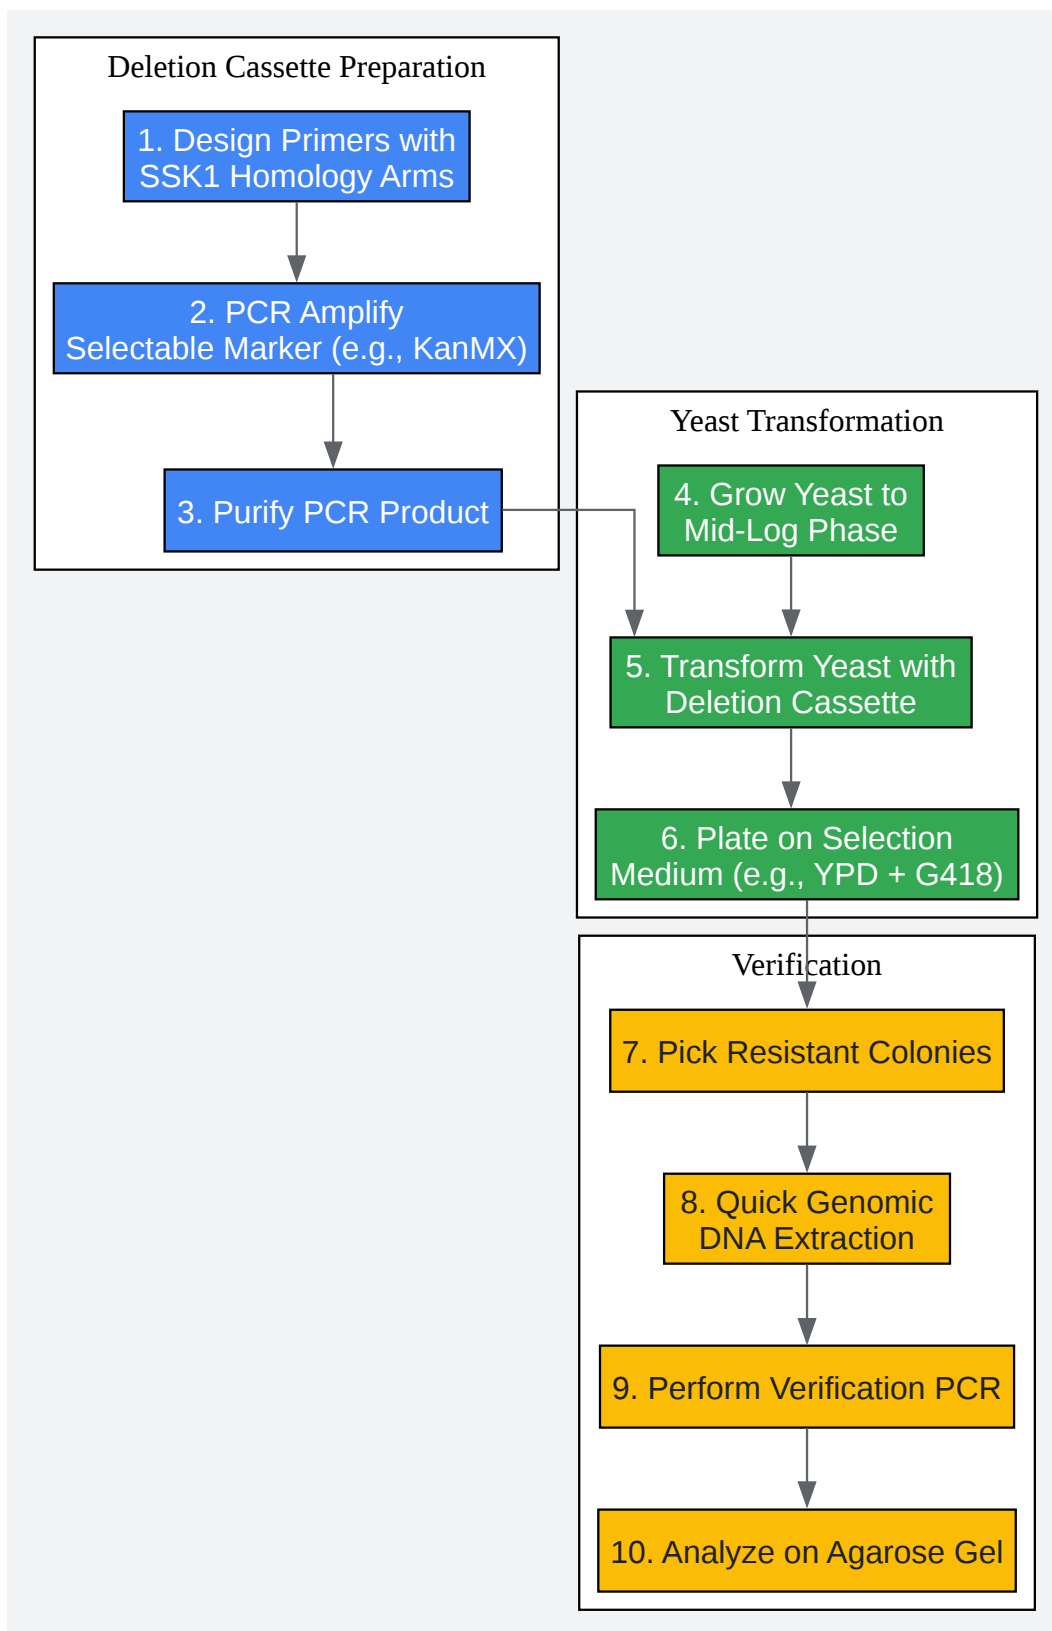 Deletion Cassette Preparation
1. Design Primers with
SSK1 Homology Arms
2. PCR Amplify
Selectable Marker (e.g., KanMX)
3. Purify PCR Product
Yeast Transformation
4. Grow Yeast to
Mid-Log Phase
5. Transform Yeast with
Deletion Cassette
6. Plate on Selection
Medium (e.g., YPD + G418)
Verification
7. Pick Resistant Colonies
8. Quick Genomic
DNA Extraction
9. Perform Verification PCR
10. Analyze on Agarose Gel